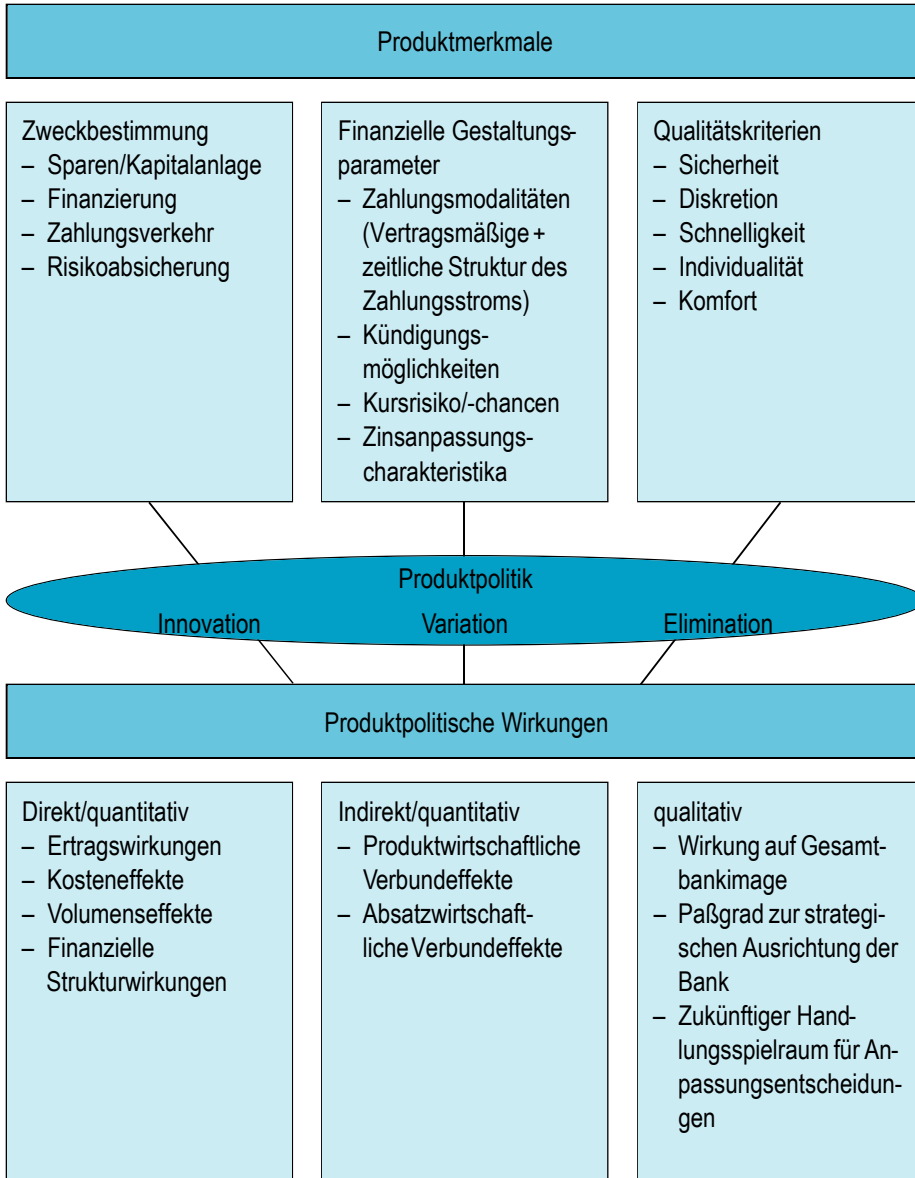 Produktmerkmale
Zweckbestimmung
– Sparen/Kapitalanlage
– Finanzierung
– Zahlungsverkehr
– Risikoabsicherung
Finanzielle Gestaltungs-
parameter
– Zahlungsmodalitäten
(Vertragsmäßige +
zeitliche Struktur des
Zahlungsstroms)
– Kündigungs-
möglichkeiten
– Kursrisiko/-chancen
– Zinsanpassungs-
charakteristika
Qualitätskriterien
– Sicherheit
– Diskretion
– Schnelligkeit
– Individualität
– Komfort
Produktpolitik
Innovation Variation Elimination
Produktpolitische Wirkungen
Direkt/quantitativ
– Ertragswirkungen
– Kosteneffekte
– Volumenseffekte
– Finanzielle
Strukturwirkungen
Indirekt/quantitativ
– Produktwirtschaftliche
Verbundeffekte
– Absatzwirtschaft-
liche Verbundeffekte
qualitativ
– Wirkung auf Gesamt-
bankimage
– Paßgrad zur strategi-
schen Ausrichtung der
Bank
– Zukünftiger Hand-
lungsspielraum für An-
passungsentscheidun-
gen